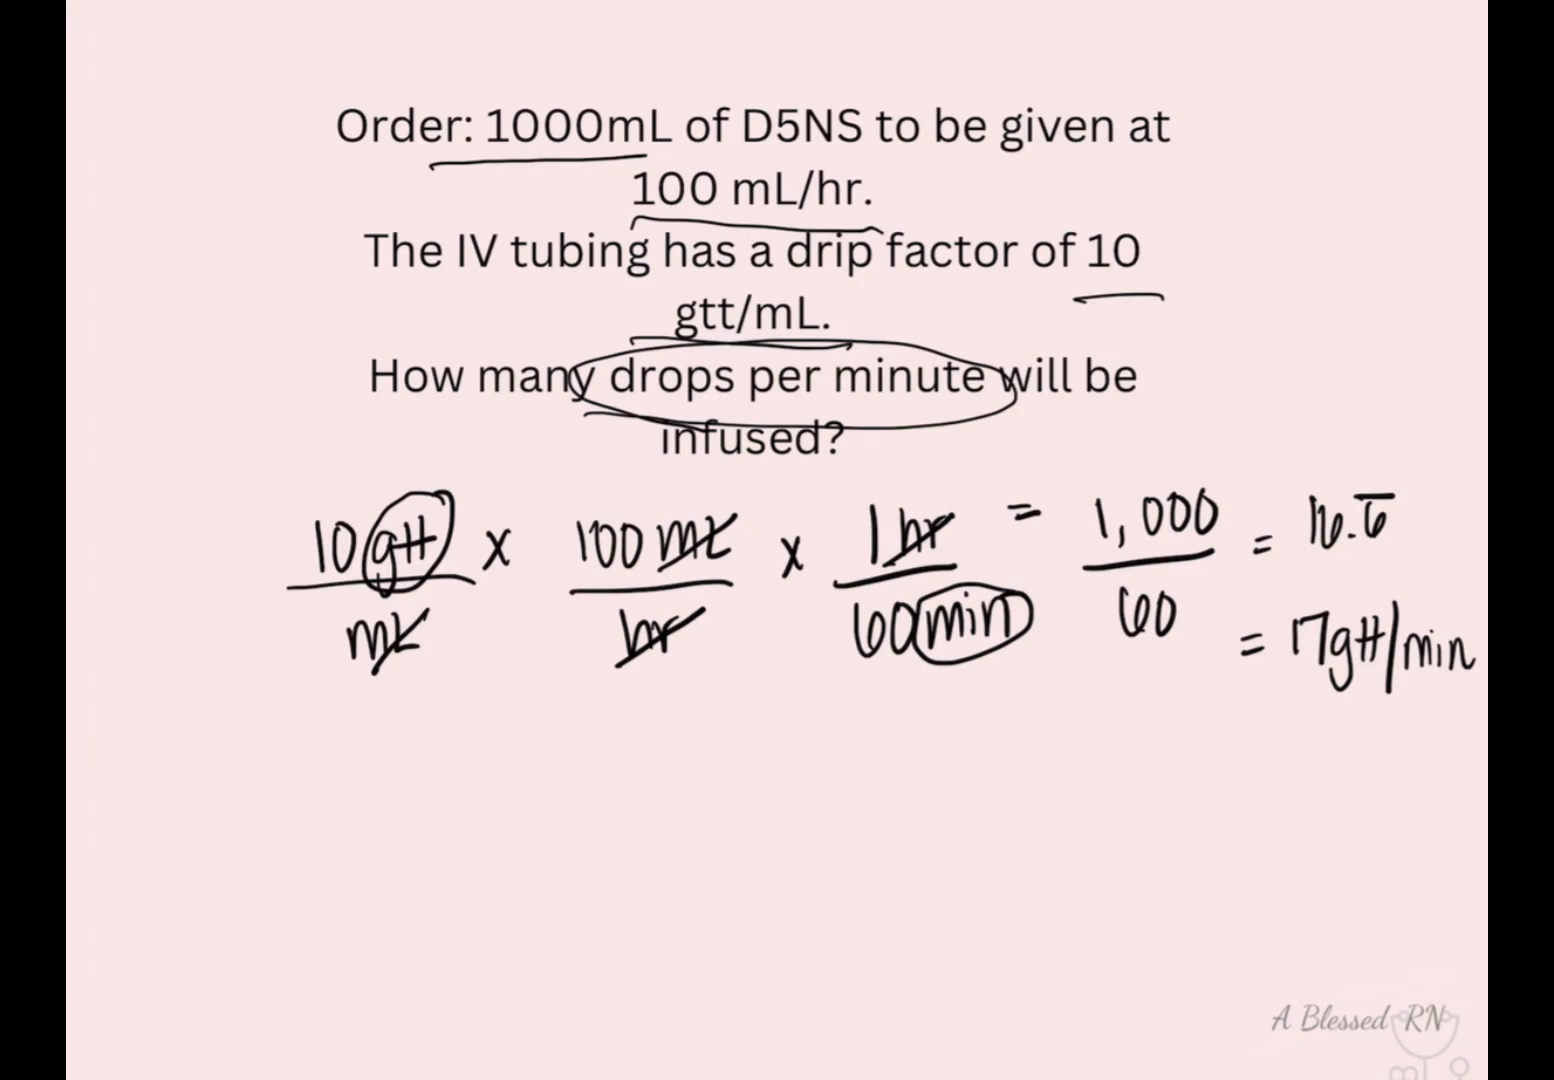 Order: 1000mL of D5NS to be given at
100 mL/hr.
The IV tubing has a drip factor of 10
gtt/mL.
How many drops per minute will be
infused?
10 gtt x 100 mL x 1 hr = 1,000 = 16.6̅
mL hr 60 min 60 = 17gtt/min
A Blessed RN